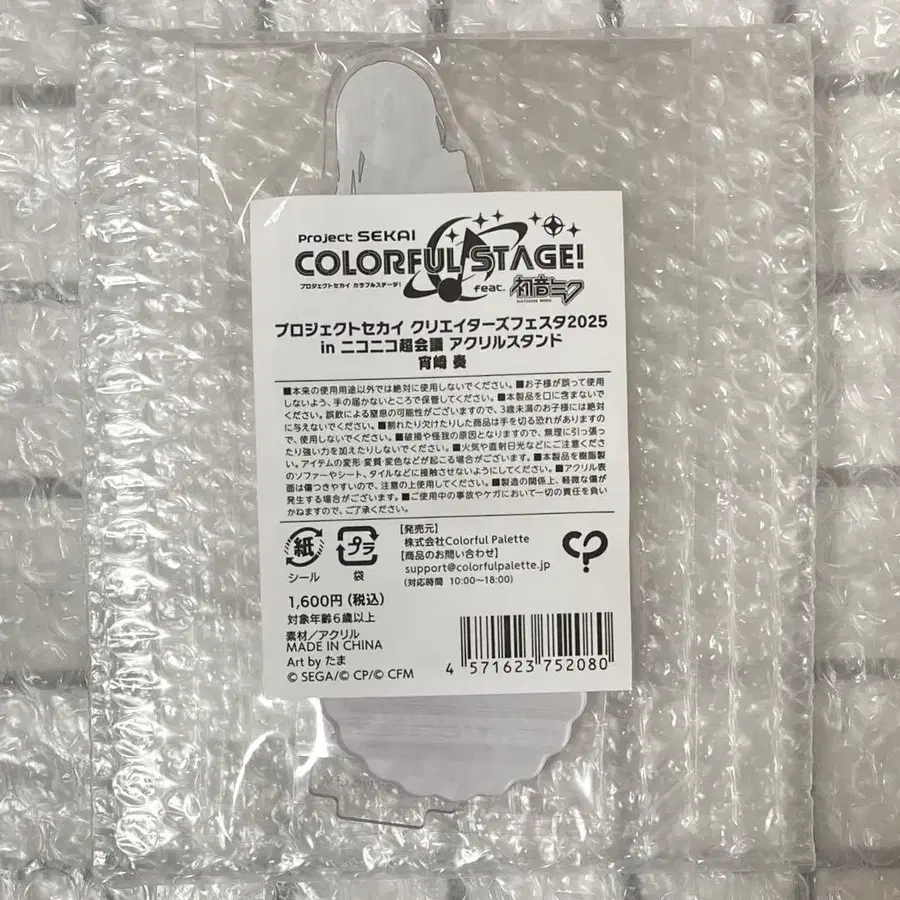 Project SEKAI
COLORFUL STAGE!
プロジェクトセカイ カラフルステージ!
feat. 初音ミク
HATSUNE MIKU
プロジェクトセカイ クリエイターズフェスタ2025
in ニコニコ超会議 アクリルスタンド
宵崎 奏
■本来の使用用途以外では絶対に使用しないでください。■お子様が誤って使用
しないよう、手の届かないところで保管してください。■本製品を口に含まないで
ください。誤飲による窒息の可能性がございますので、3歳未満のお子様には絶対
に与えないでください。■割れたり欠けたりした商品は手を切る恐れがありますの
で、使用しないでください。■破損や怪我の原因となりますので、無理に引っ張っ
たり強い力を加えたりしないでください。■火気や直射日光などにご注意くださ
い。アイテムの変形・変質・変色などが起こる場合がございます。■本製品を樹脂製
のソファーやシート、タイルなどに接触させないようにしてください。■アクリル表
面は傷つきやすいので、注意の上使用してください。■製造の関係上、軽微な傷が
発生する場合がございます。■ご使用中の事故やケガにおいて一切の責任を負い
かねますので、ご了承ください。
紙
シール
プラ
袋
【発売元】
株式会社Colorful Palette
【商品のお問い合わせ】
support@colorfulpalette.jp
(対応時間 10:00〜18:00)
1,600円(税込)
対象年齢6歳以上
素材/アクリル
MADE IN CHINA
Art by たま
© SEGA/© CP/© CFM
4 571623 752080